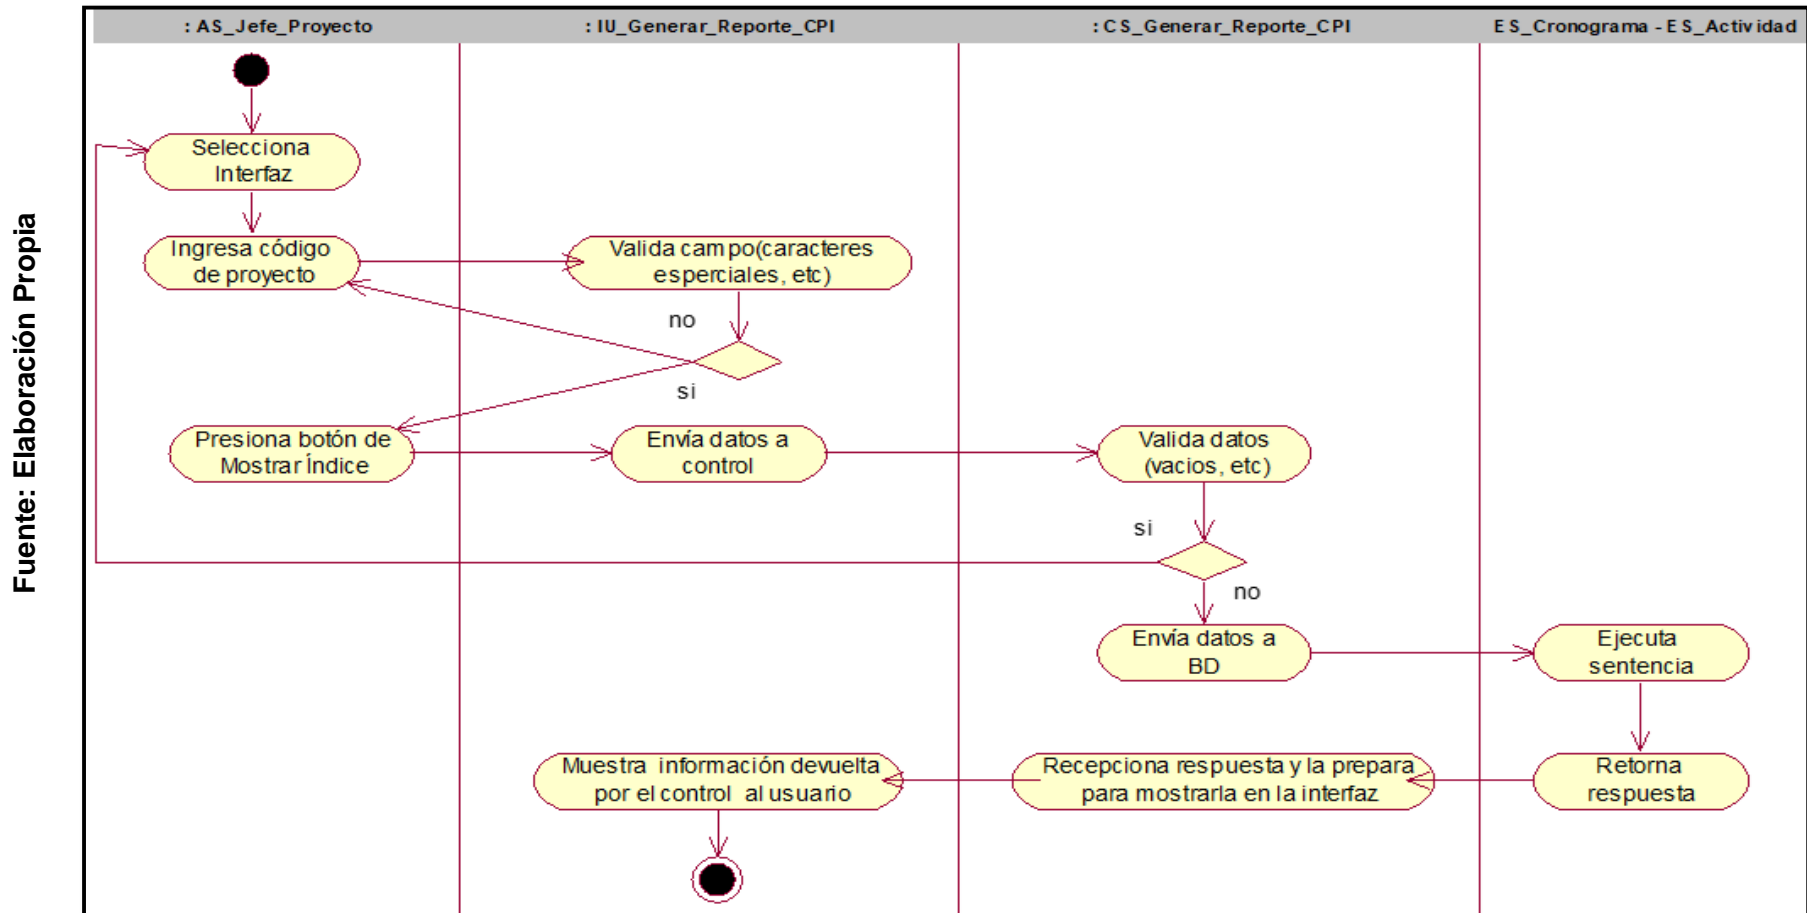 : AS_Jefe_Proyecto
: IU_Generar_Reporte_CPI
: CS_Generar_Reporte_CPI
ES_Cronograma - ES_Actividad
Fuente: Elaboración Propia
Selecciona
Interfaz
Ingresa código
de proyecto
Valida campo(caracteres
esperciales, etc)
no
si
Presiona botón de
Mostrar Índice
Envía datos a
control
Valida datos
(vacios, etc)
si
no
Envía datos a
BD
Ejecuta
sentencia
Muestra información devuelta
por el control al usuario
Recepciona respuesta y la prepara
para mostrarla en la interfaz
Retorna
respuesta